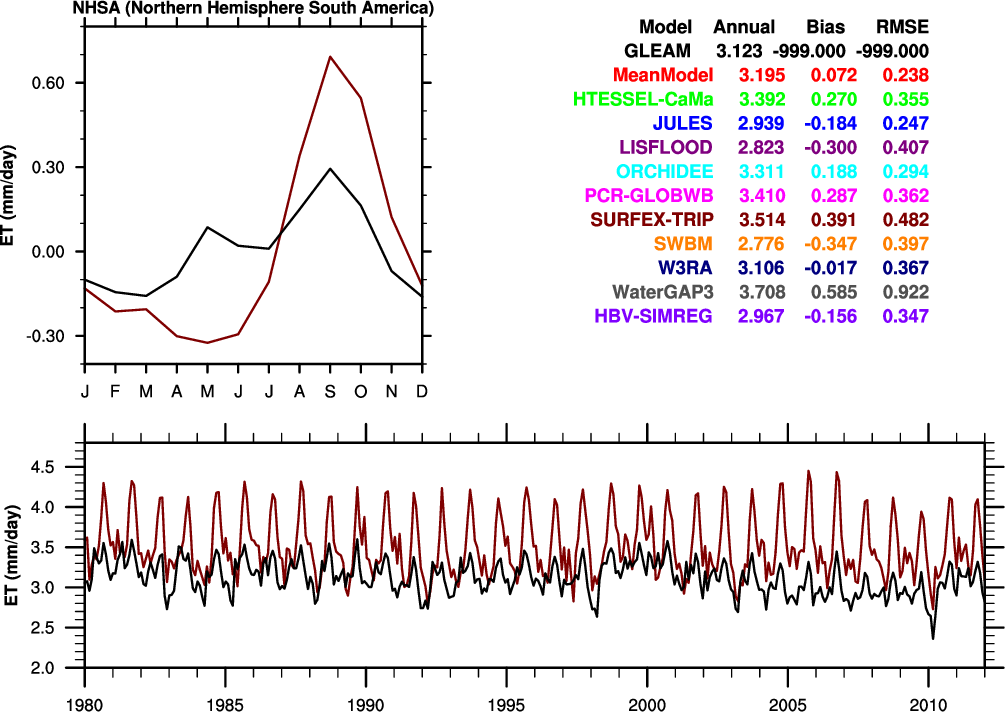 NHSA (Northern Hemisphere South America)
ET (mm/day)
0.60
0.30
0.00
-0.30
J F M A M J J A S O N D
Model Annual Bias RMSE
GLEAM 3.123 -999.000 -999.000
MeanModel 3.195 0.072 0.238
HTESSEL-CaMa 3.392 0.270 0.355
JULES 2.939 -0.184 0.247
LISFLOOD 2.823 -0.300 0.407
ORCHIDEE 3.311 0.188 0.294
PCR-GLOBWB 3.410 0.287 0.362
SURFEX-TRIP 3.514 0.391 0.482
SWBM 2.776 -0.347 0.397
W3RA 3.106 -0.017 0.367
WaterGAP3 3.708 0.585 0.922
HBV-SIMREG 2.967 -0.156 0.347
ET (mm/day)
4.5
4.0
3.5
3.0
2.5
2.0
1980 1985 1990 1995 2000 2005 2010